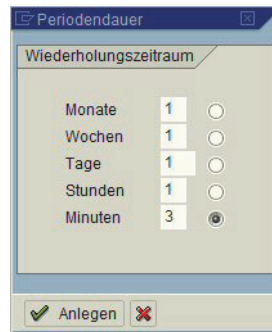 Periodendauer
Wiederholungszeitraum
Monate 1
Wochen 1
Tage 1
Stunden 1
Minuten 3
Anlegen